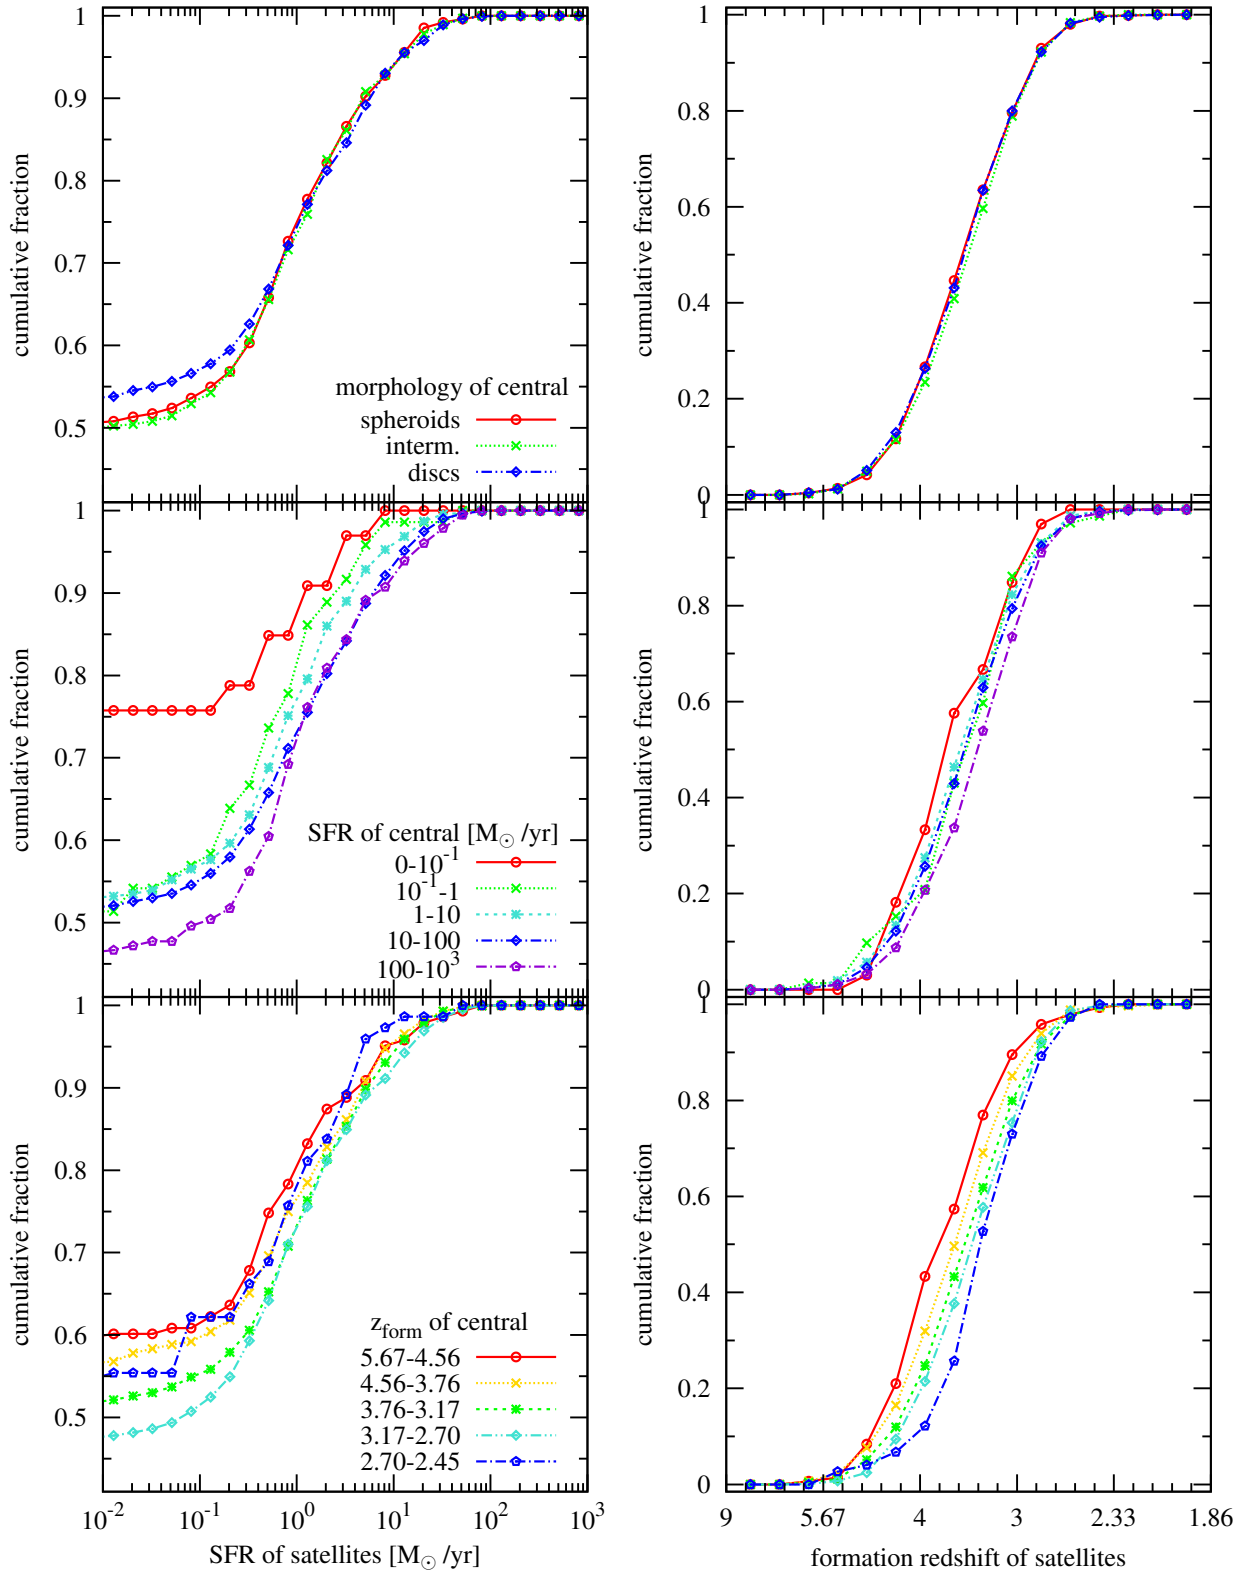 1
0.9
0.8
0.7
0.6
0.5
cumulative fraction
morphology of central
spheroids
interm.
discs
1
0.8
0.6
0.4
0.2
0
cumulative fraction
1
0.9
0.8
0.7
0.6
0.5
cumulative fraction
SFR of central [M☉ /yr]
0-10⁻¹
10⁻¹-1
1-10
10-100
100-10³
1
0.8
0.6
0.4
0.2
0
cumulative fraction
1
0.9
0.8
0.7
0.6
0.5
cumulative fraction
z_form of central
5.67-4.56
4.56-3.76
3.76-3.17
3.17-2.70
2.70-2.45
10⁻² 10⁻¹ 10⁰ 10¹ 10² 10³
SFR of satellites [M☉ /yr]
1
0.8
0.6
0.4
0.2
0
cumulative fraction
9 5.67 4 3 2.33 1.86
formation redshift of satellites